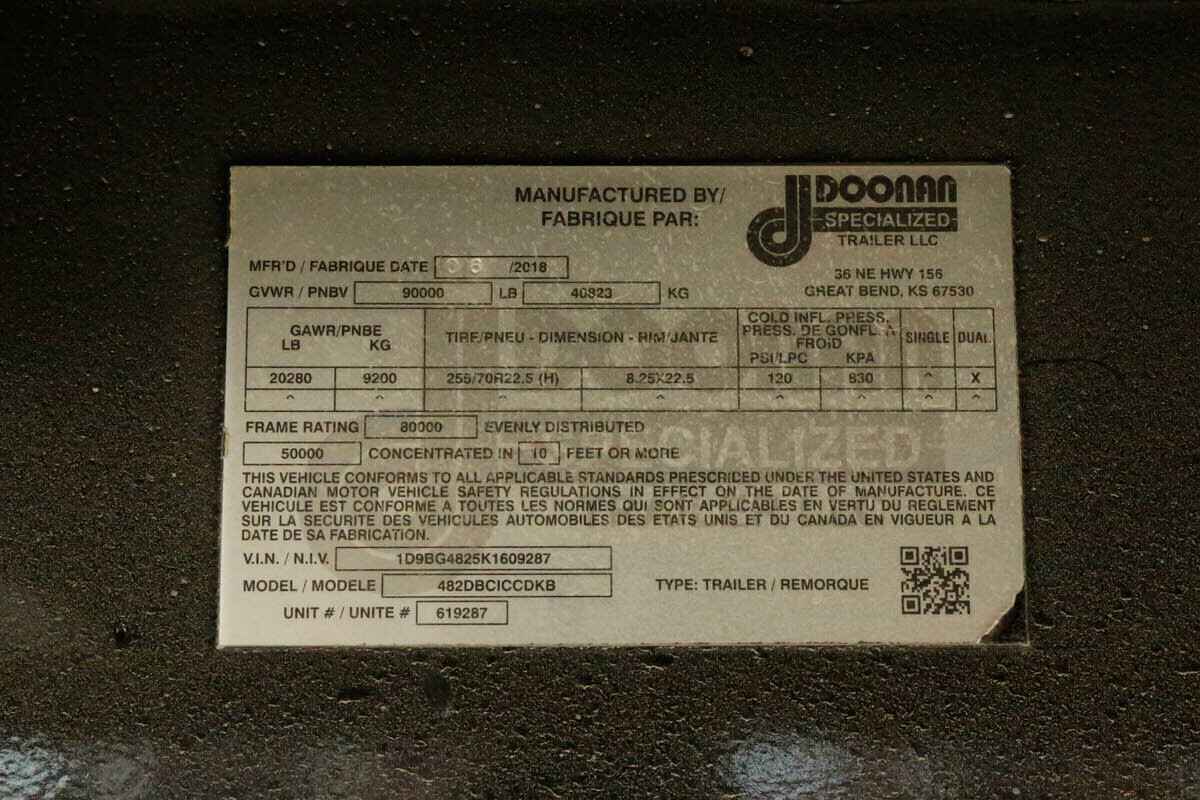 MANUFACTURED BY/
FABRIQUE PAR:
DOONAN
SPECIALIZED
TRAILER LLC
36 NE HWY 156
GREAT BEND, KS 67530
MFR'D / FABRIQUE DATE 06 /2018
GVWR / PNBV 90000 LB 40823 KG
GAWR/PNBE
LB KG
TIRE/PNEU - DIMENSION - RIM/JANTE
COLD INFL. PRESS.
PRESS. DE GONFL. A
FROID
PSI/LPC KPA
SINGLE DUAL
20280 9200 255/70R22.5 (H) 8.25X22.5 120 830 ^ X
^ ^ ^ ^ ^ ^ ^ ^
FRAME RATING 80000 EVENLY DISTRIBUTED
50000 CONCENTRATED IN 10 FEET OR MORE
THIS VEHICLE CONFORMS TO ALL APPLICABLE STANDARDS PRESCRIBED UNDER THE UNITED STATES AND
CANADIAN MOTOR VEHICLE SAFETY REGULATIONS IN EFFECT ON THE DATE OF MANUFACTURE. CE
VEHICULE EST CONFORME A TOUTES LES NORMES QUI SONT APPLICABLES EN VERTU DU REGLEMENT
SUR LA SECURITE DES VEHICULES AUTOMOBILES DES ETATS UNIS ET DU CANADA EN VIGUEUR A LA
DATE DE SA FABRICATION.
V.I.N. / N.I.V. 1D9BG4825K1609287
MODEL / MODELE 482DBCICCDKB
TYPE: TRAILER / REMORQUE
UNIT # / UNITE # 619287